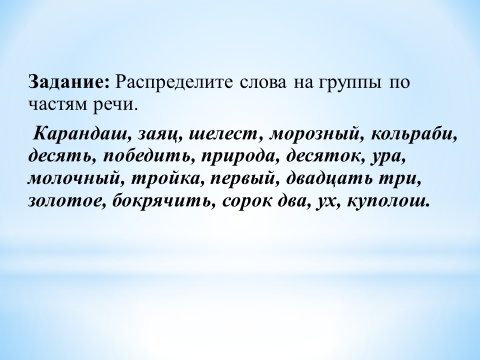 Задание: Распределите слова на группы по
частям речи.
Карандаш, заяц, шелест, морозный, кольраби,
десять, победить, природа, десяток, ура,
молочный, тройка, первый, двадцать три,
золотое, бокрячить, сорок два, ух, куполош.